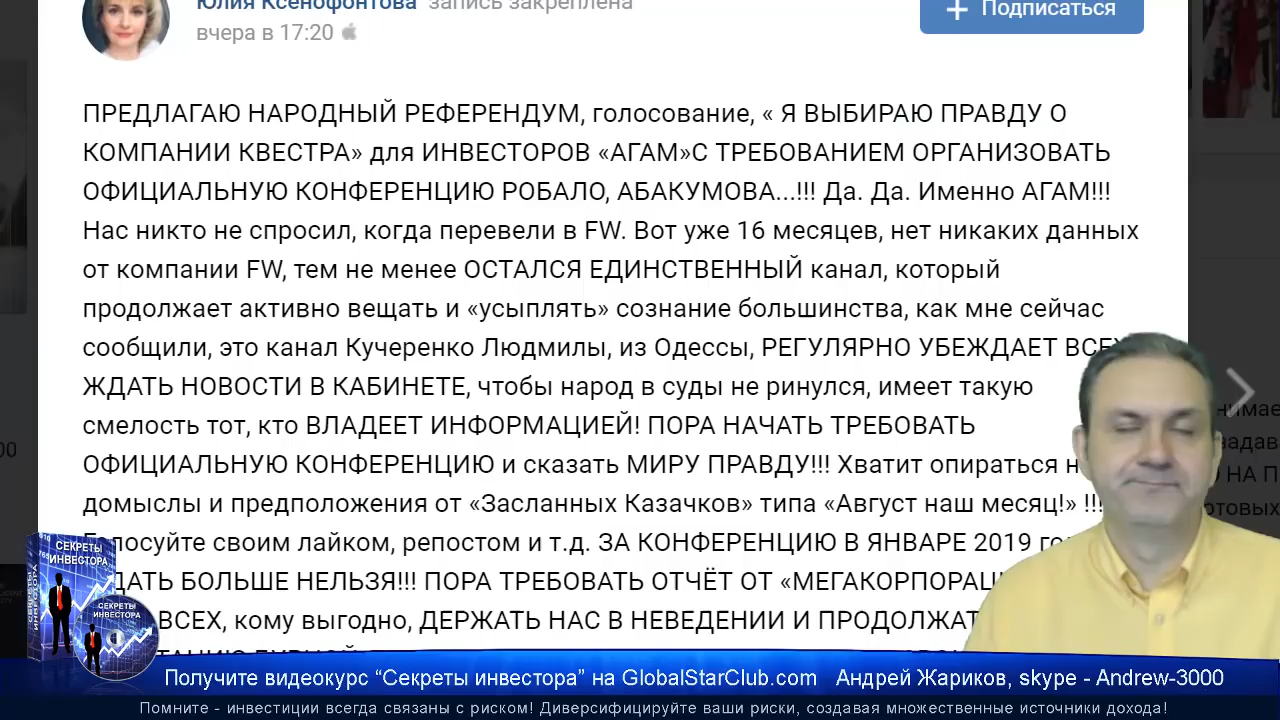 Юлия Ксенофонтова запись закреплена
вчера в 17:20
+ Подписаться
ПРЕДЛАГАЮ НАРОДНЫЙ РЕФЕРЕНДУМ, голосование, « Я ВЫБИРАЮ ПРАВДУ О
КОМПАНИИ КВЕСТРА» для ИНВЕСТОРОВ «АГАМ»С ТРЕБОВАНИЕМ ОРГАНИЗОВАТЬ
ОФИЦИАЛЬНУЮ КОНФЕРЕНЦИЮ РОБАЛО, АБАКУМОВА...!!! Да. Да. Именно АГАМ!!!
Нас никто не спросил, когда перевели в FW. Вот уже 16 месяцев, нет никаких данных
от компании FW, тем не менее ОСТАЛСЯ ЕДИНСТВЕННЫЙ канал, который
продолжает активно вещать и «усыплять» сознание большинства, как мне сейчас
сообщили, это канал Кучеренко Людмилы, из Одессы, РЕГУЛЯРНО УБЕЖДАЕТ ВСЕХ
ЖДАТЬ НОВОСТИ В КАБИНЕТЕ, чтобы народ в суды не ринулся, имеет такую
смелость тот, кто ВЛАДЕЕТ ИНФОРМАЦИЕЙ! ПОРА НАЧАТЬ ТРЕБОВАТЬ
ОФИЦИАЛЬНУЮ КОНФЕРЕНЦИЮ и сказать МИРУ ПРАВДУ!!! Хватит опираться
домыслы и предположения от «Засланных Казачков» типа «Август наш месяц!» !!!
своим лайком, репостом и т.д. ЗА КОНФЕРЕНЦИЮ В ЯНВАРЕ 2019
БОЛЬШЕ НЕЛЬЗЯ!!! ПОРА ТРЕБОВАТЬ ОТЧЁТ ОТ
ВСЕХ, кому выгодно, ДЕРЖАТЬ НАС В НЕВЕДЕНИИ И
СЕКРЕТЫ
ИНВЕСТОРА
СЕКРЕТЫ
ИНВЕСТОРА
Получите видеокурс “Секреты инвестора” на GlobalStarClub.com Андрей Жариков, skype - Andrew-3000
Помните - инвестиции всегда связаны с риском! Диверсифицируйте ваши риски, создавая множественные источники дохода!